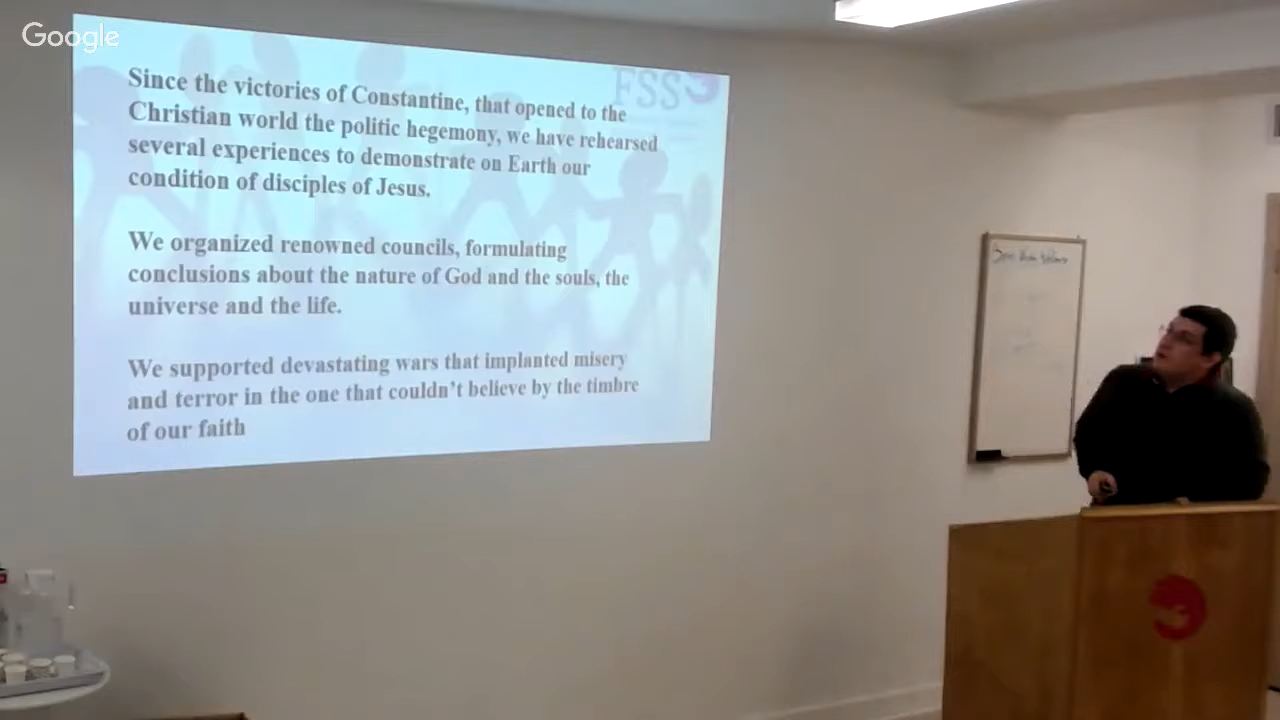 Google
FSS
Since the victories of Constantine, that opened to the
Christian world the politic hegemony, we have rehearsed
several experiences to demonstrate on Earth our
condition of disciples of Jesus.
We organized renowned councils, formulating
conclusions about the nature of God and the souls, the
universe and the life.
We supported devastating wars that implanted misery
and terror in the one that couldn't believe by the timbre
of our faith